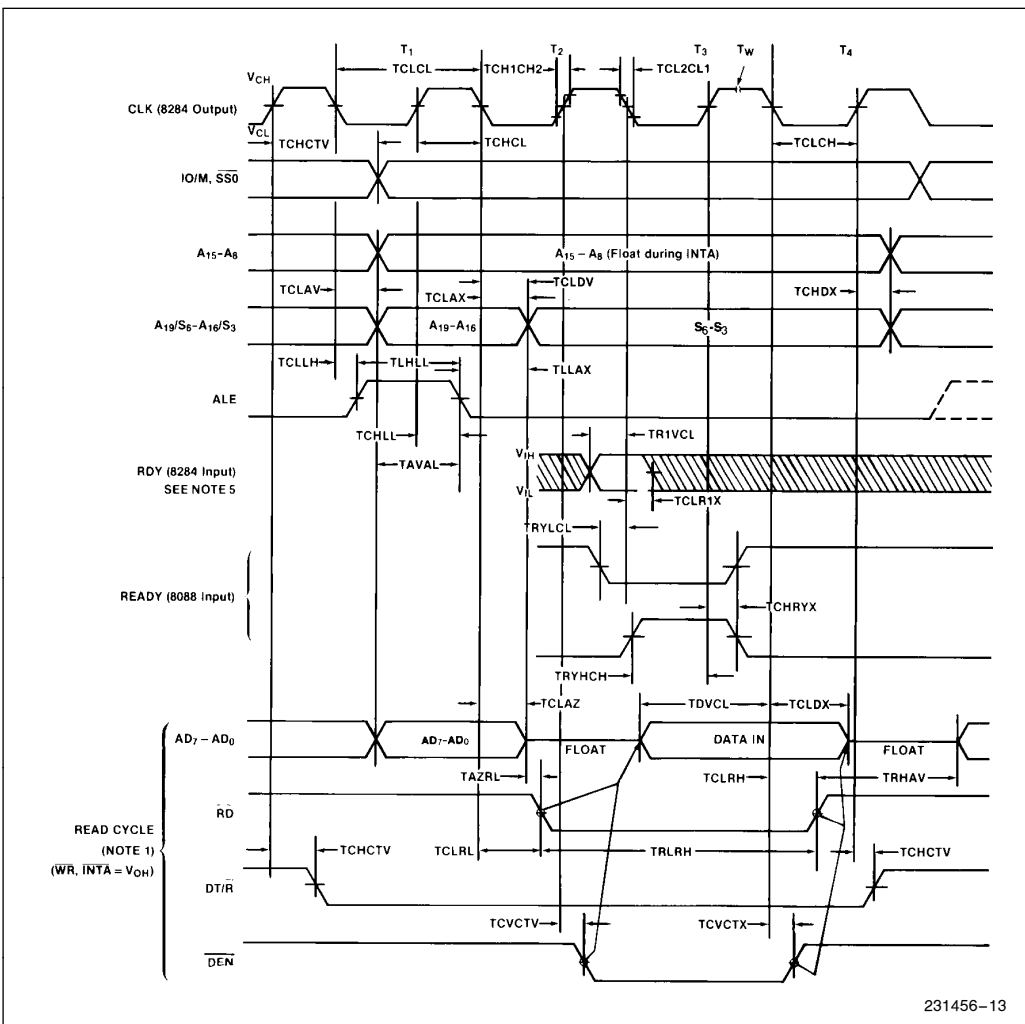 T1 T2 T3 TW T4
TCLCL TCH1CH2 TCL2CL1
VCH
CLK (8284 Output)
VCL
TCHCTV TCHCL TCLCH
IO/M, SS0
A15-A8 A15 – A8 (Float during INTA)
TCLDV
TCLAV TCLAX TCHDX
A19/S6-A16/S3 A19-A16 S6-S3
TCLLH TLHLL TLLAX
ALE
TCHLL TR1VCL
TAVAL
RDY (8284 Input) VIH
SEE NOTE 5 VIL
TCLR1X
TRYLCL
READY (8088 Input)
TCHRYX
TRYHCH
TCLAZ TDVCL TCLDX
AD7 – AD0 AD7-AD0 FLOAT DATA IN FLOAT
TAZRL TCLRH TRHAV
RD
READ CYCLE
(NOTE 1)
(WR, INTA = VOH)
TCLRL TRLRH
TCHCTV TCHCTV
DT/R
TCVCTV TCVCTX
DEN
231456–13